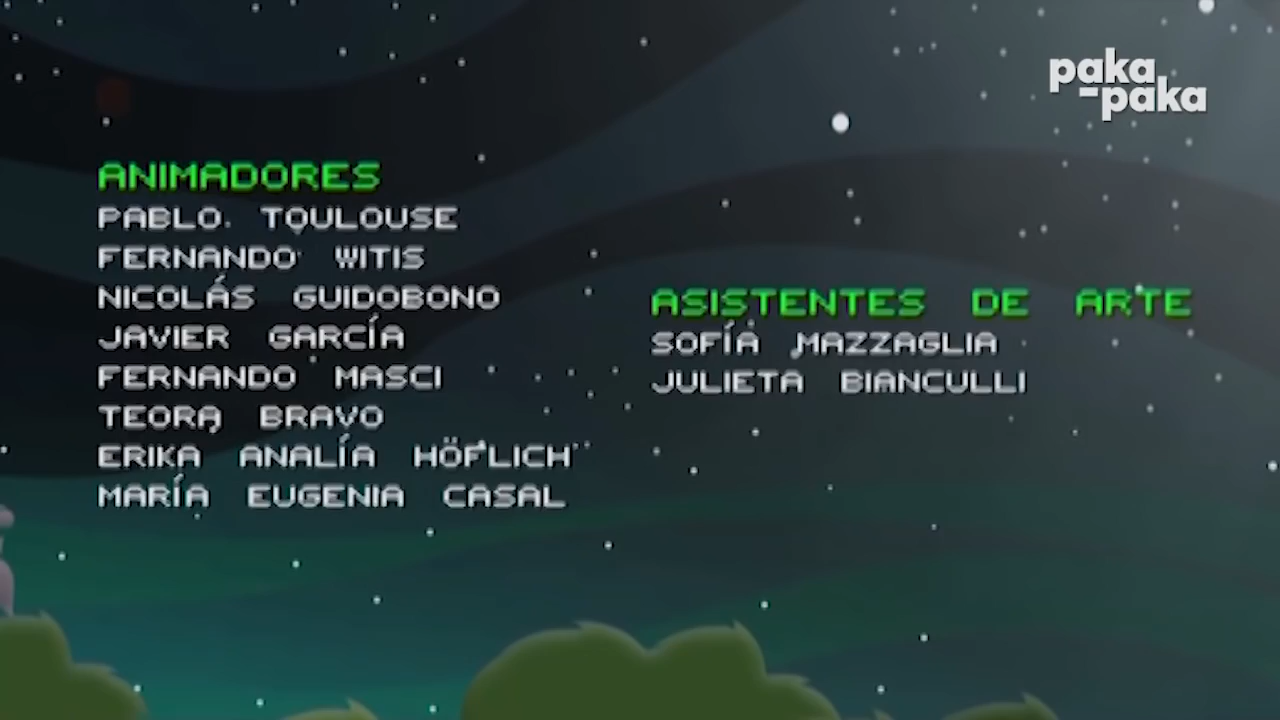 paka
-paka
ANIMADORES
PABLO TOULOUSE
FERNANDO WITIS
NICOLÁS GUIDOBONO
JAVIER GARCÍA
FERNANDO MASCI
TEORA BRAVO
ERIKA ANALÍA HÖFLICH
MARÍA EUGENIA CASAL
ASISTENTES DE ARTE
SOFÍA MAZZAGLIA
JULIETA BIANCULLI